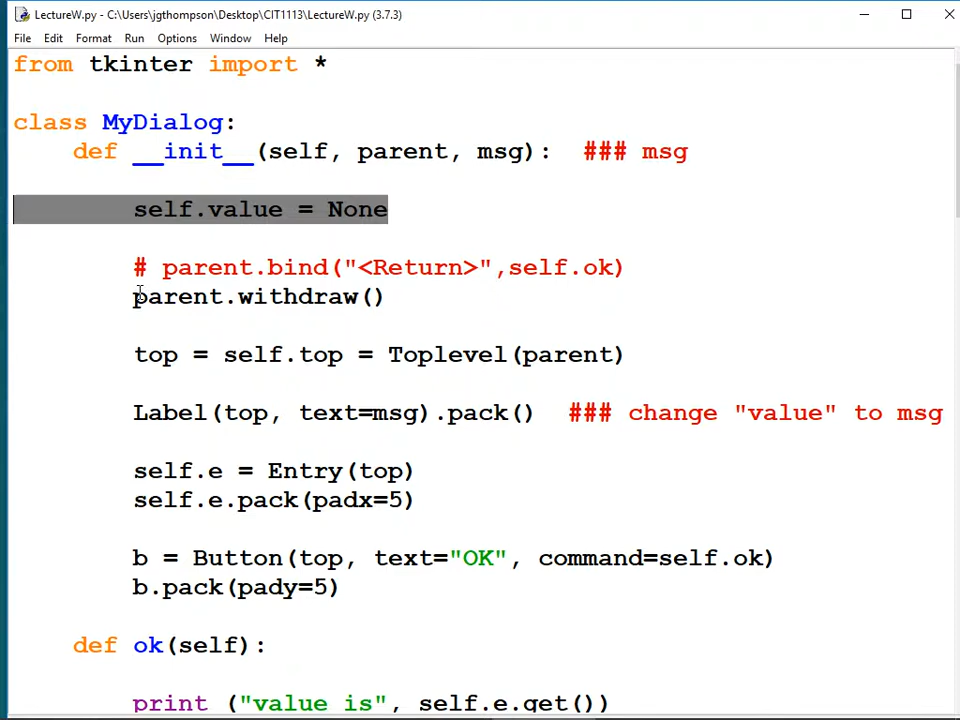 LectureW.py - C:\Users\jgthompson\Desktop\CIT1113\LectureW.py (3.7.3)
File Edit Format Run Options Window Help
from tkinter import *
class MyDialog:
    def __init__(self, parent, msg):  ### msg
        self.value = None
        # parent.bind("<Return>",self.ok)
        parent.withdraw()
        top = self.top = Toplevel(parent)
        Label(top, text=msg).pack()  ### change "value" to msg
        self.e = Entry(top)
        self.e.pack(padx=5)
        b = Button(top, text="OK", command=self.ok)
        b.pack(pady=5)
    def ok(self):
        print ("value is", self.e.get())